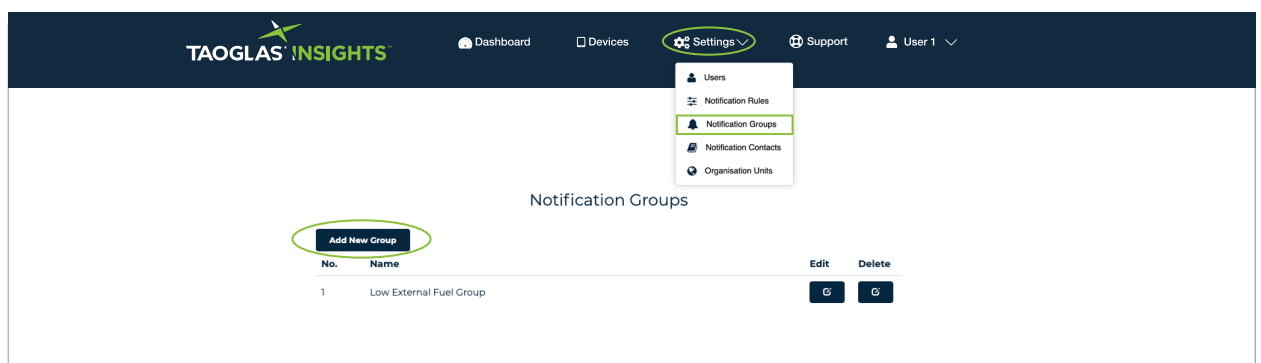 TAOGLAS INSIGHTS™
Dashboard
Devices
Settings
Support
User 1
Users
Notification Rules
Notification Groups
Notification Contacts
Organisation Units
Notification Groups
Add New Group
No. Name Edit Delete
1 Low External Fuel Group